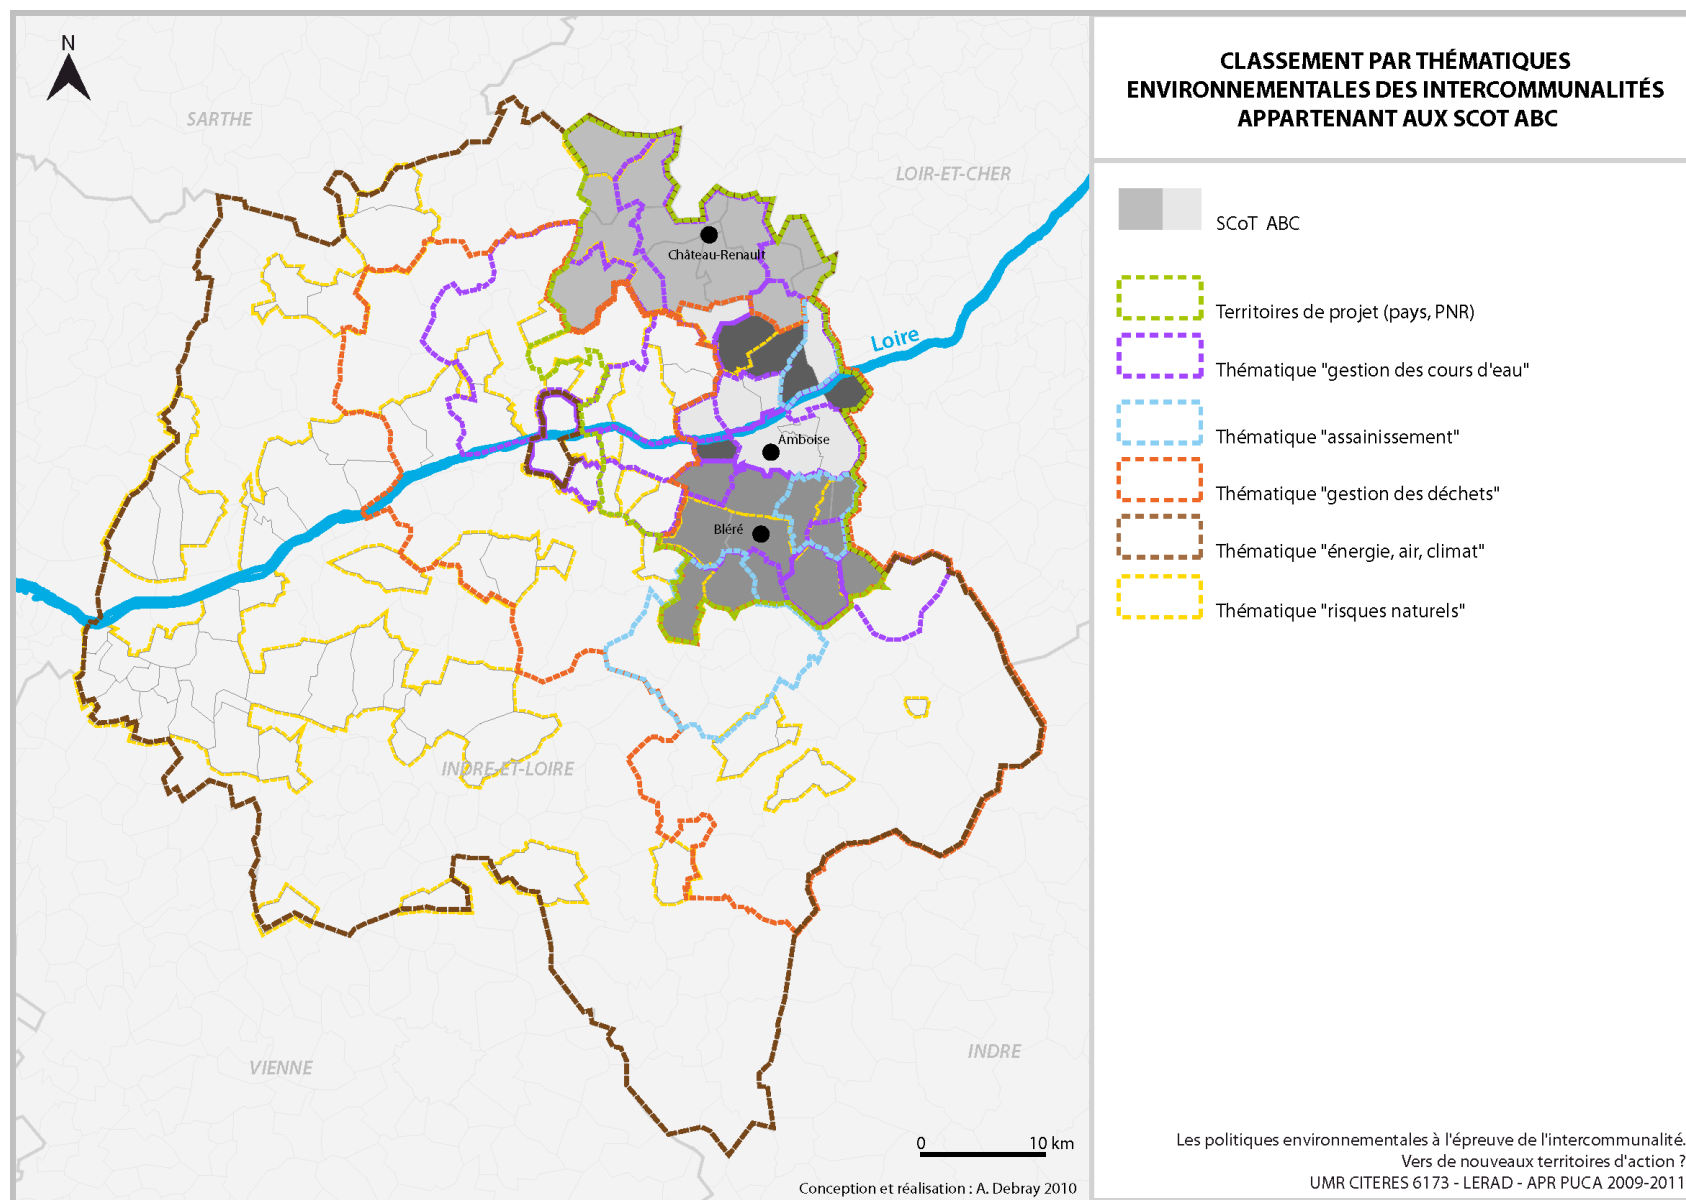 N
SARTHE
LOIR-ET-CHER
Château-Renault
Loire
Amboise
Bléré
INDRE-ET-LOIRE
VIENNE
INDRE
0 10 km
Conception et réalisation : A. Debray 2010
CLASSEMENT PAR THÉMATIQUES
ENVIRONNEMENTALES DES INTERCOMMUNALITÉS
APPARTENANT AUX SCOT ABC
SCoT ABC
Territoires de projet (pays, PNR)
Thématique "gestion des cours d'eau"
Thématique "assainissement"
Thématique "gestion des déchets"
Thématique "énergie, air, climat"
Thématique "risques naturels"
Les politiques environnementales à l'épreuve de l'intercommunalité.
Vers de nouveaux territoires d'action ?
UMR CITERES 6173 - LERAD - APR PUCA 2009-2011